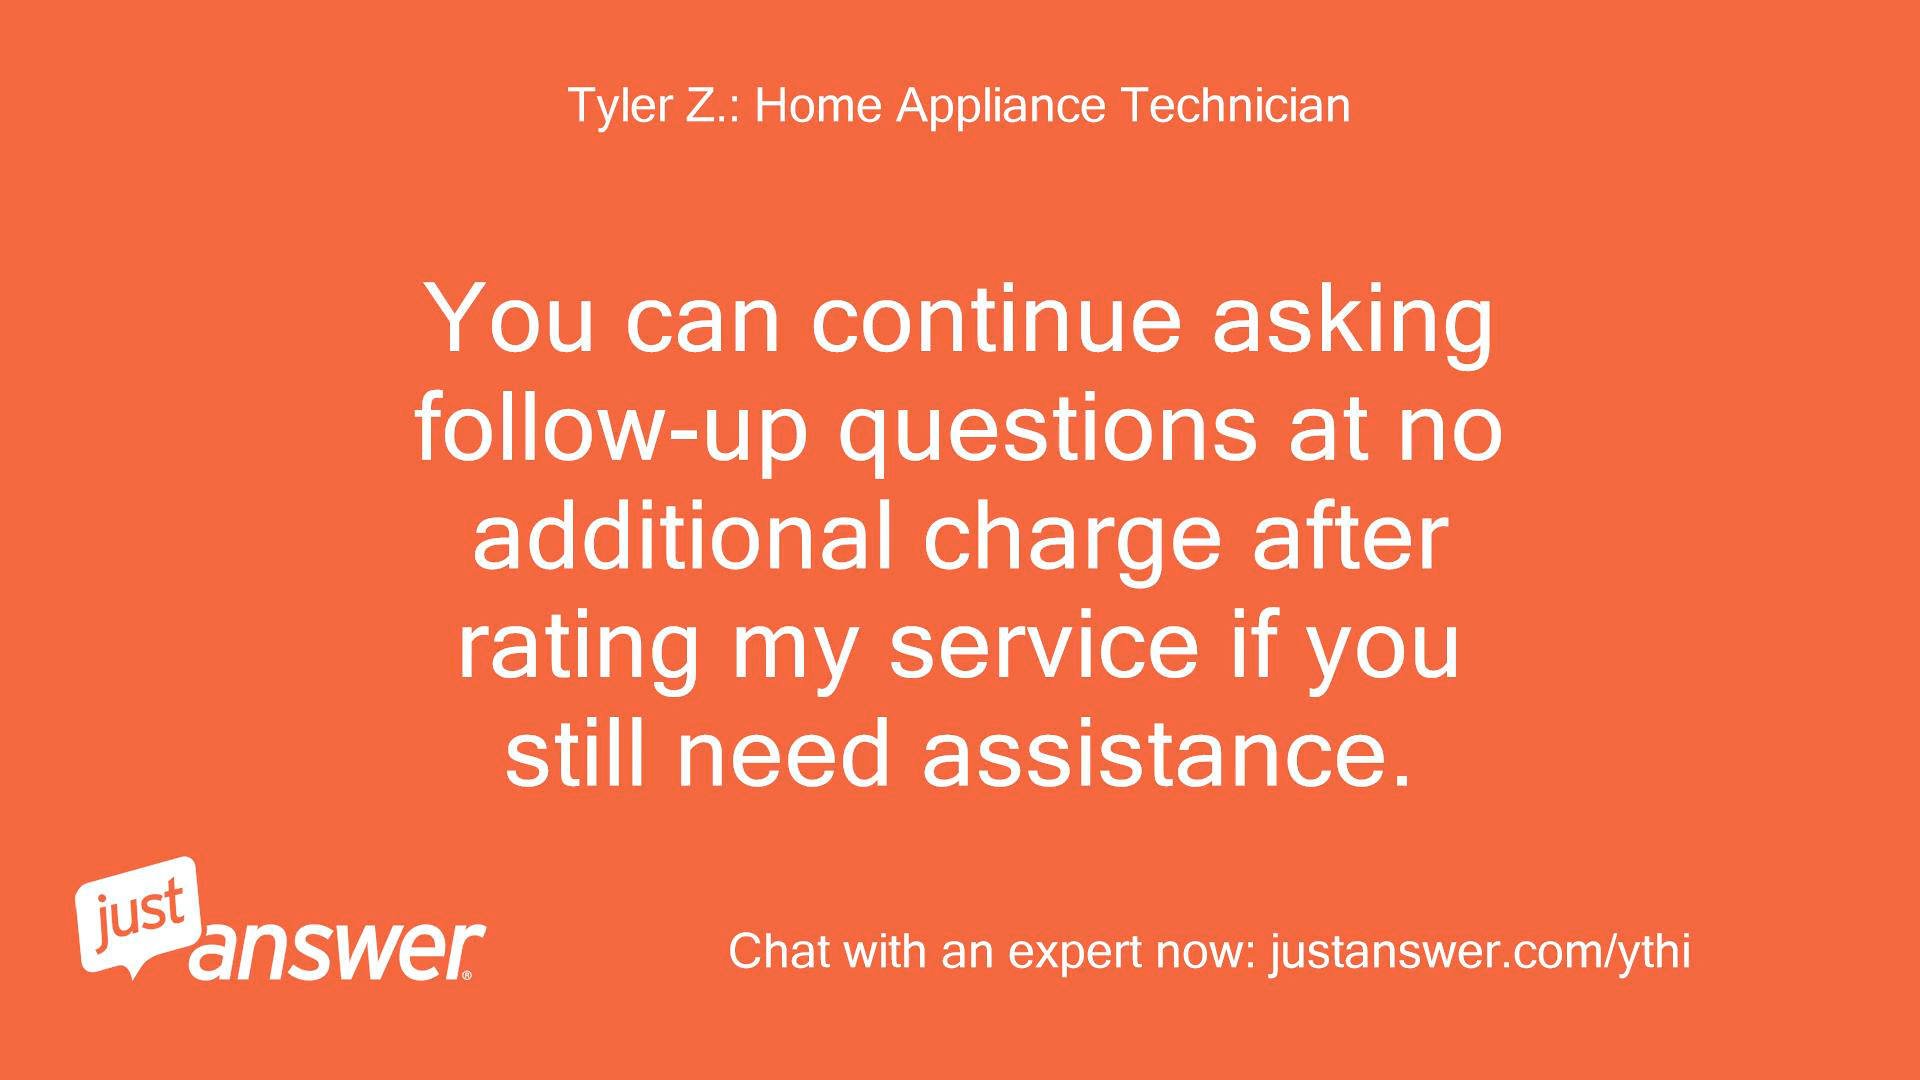 Tyler Z.: Home Appliance Technician
You can continue asking
follow-up questions at no
additional charge after
rating my service if you
still need assistance.
just
answer®
Chat with an expert now: justanswer.com/ythi